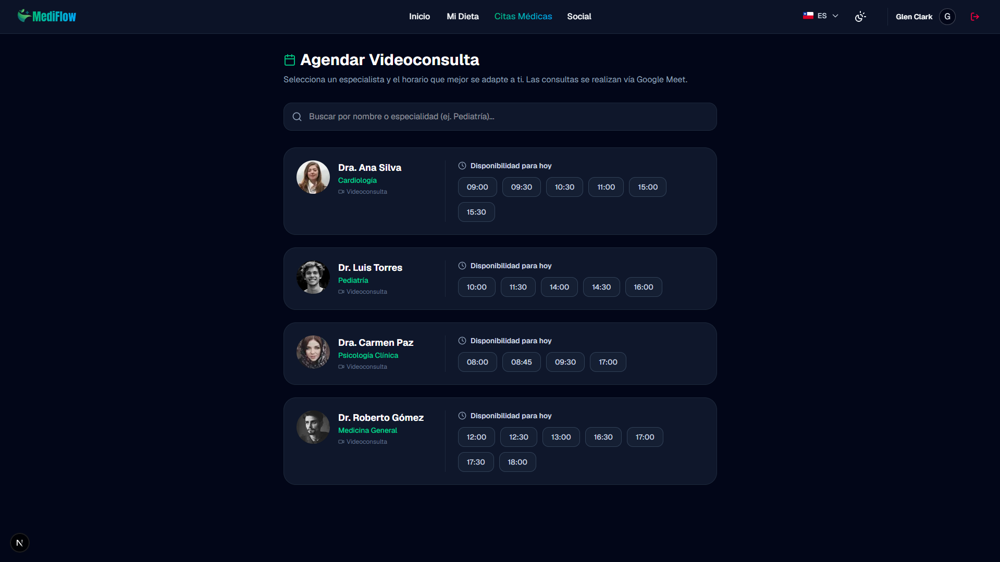 MediFlow
Inicio Mi Dieta Citas Médicas Social
ES
Glen Clark G
Agendar Videoconsulta
Selecciona un especialista y el horario que mejor se adapte a ti. Las consultas se realizan vía Google Meet.
Buscar por nombre o especialidad (ej. Pediatría)...
Dra. Ana Silva
Cardiología
Videoconsulta
Disponibilidad para hoy
09:00 09:30 10:30 11:00 15:00
15:30
Dr. Luis Torres
Pediatría
Videoconsulta
Disponibilidad para hoy
10:00 11:30 14:00 14:30 16:00
Dra. Carmen Paz
Psicología Clínica
Videoconsulta
Disponibilidad para hoy
08:00 08:45 09:30 17:00
Dr. Roberto Gómez
Medicina General
Videoconsulta
Disponibilidad para hoy
12:00 12:30 13:00 16:30 17:00
17:30 18:00
N